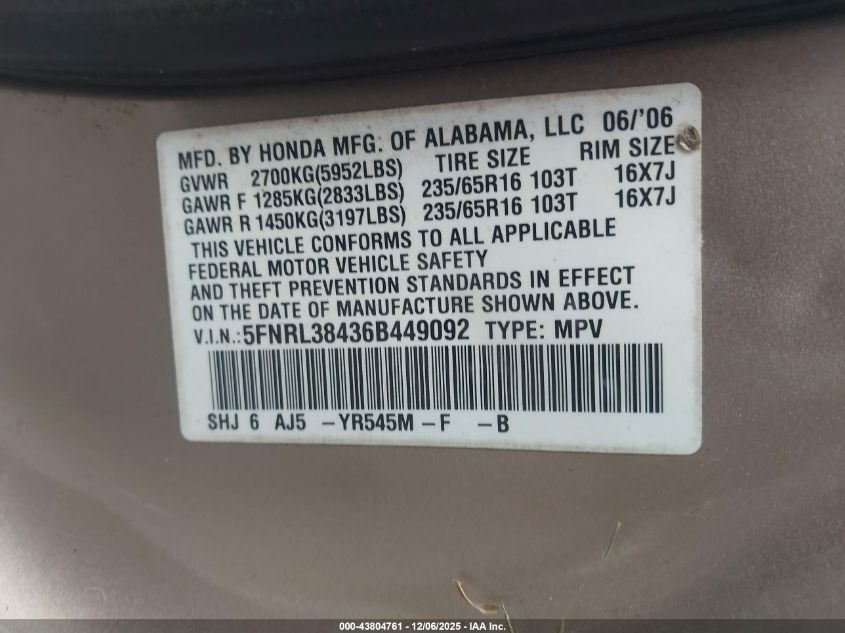 MFD. BY HONDA MFG. OF ALABAMA, LLC 06/'06
GVWR 2700KG(5952LBS) TIRE SIZE RIM SIZE
GAWR F 1285KG(2833LBS) 235/65R16 103T 16X7J
GAWR R 1450KG(3197LBS) 235/65R16 103T 16X7J
THIS VEHICLE CONFORMS TO ALL APPLICABLE
FEDERAL MOTOR VEHICLE SAFETY
AND THEFT PREVENTION STANDARDS IN EFFECT
ON THE DATE OF MANUFACTURE SHOWN ABOVE.
V.I.N.:5FNRL38436B449092 TYPE: MPV
SHJ 6 AJ5 -YR545M -F -B
000-43804761 - 12/06/2025 - IAA Inc.